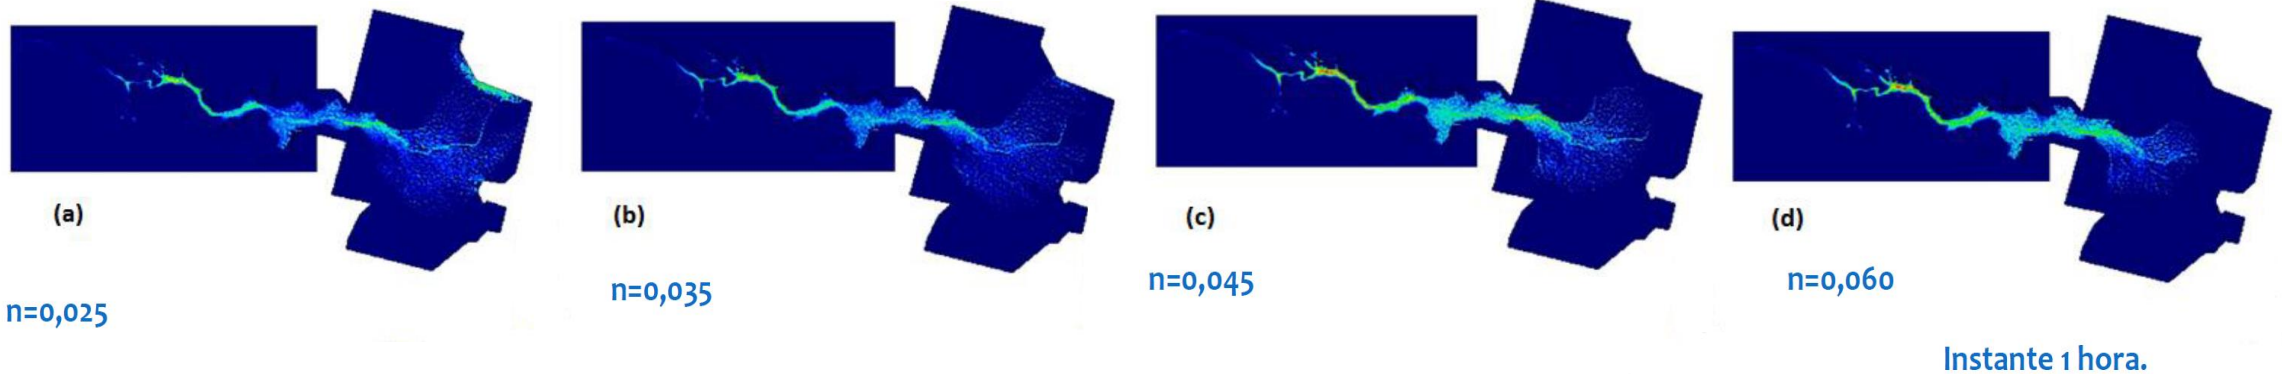 (a)
(b)
(c)
(d)
n=0,025
n=0,035
n=0,045
n=0,060
Instante 1 hora.